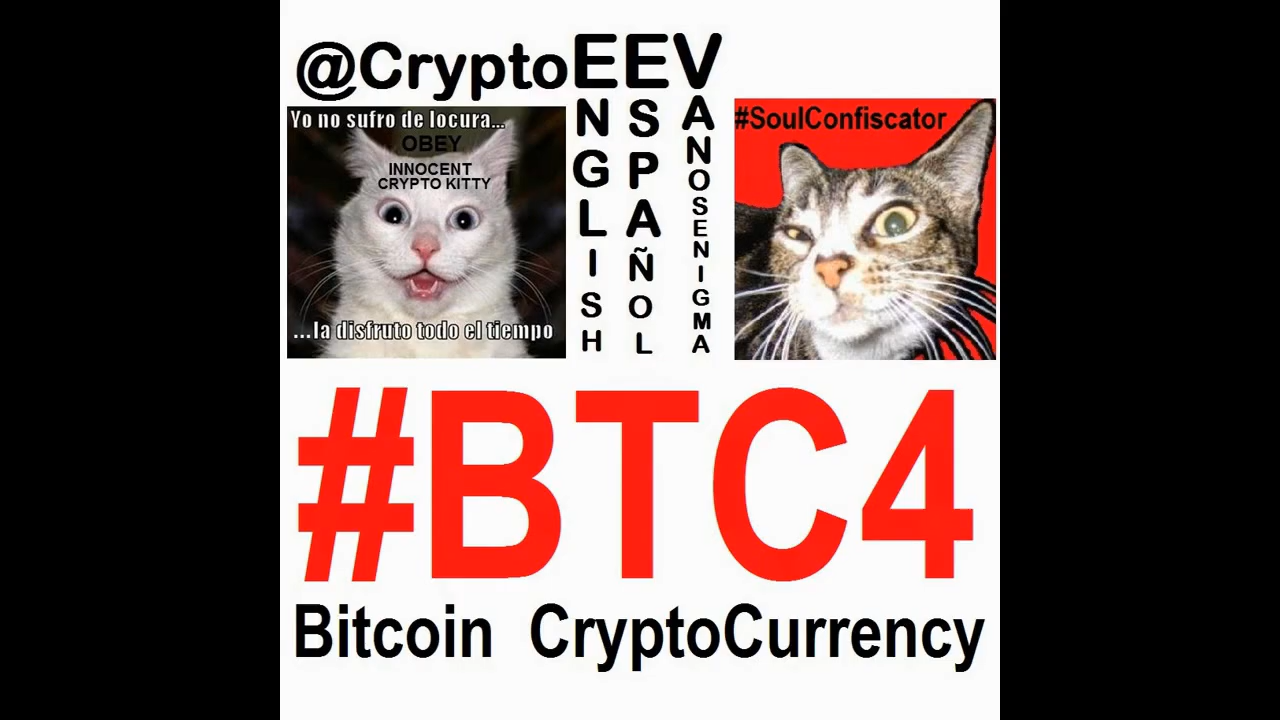 @CryptoEEV
Yo no sufro de locura...
OBEY
INNOCENT
CRYPTO KITTY
...la disfruto todo el tiempo
ENGLISH
ESPAÑOL
VANOSENIGMA
#SoulConfiscator
#BTC4
Bitcoin CryptoCurrency